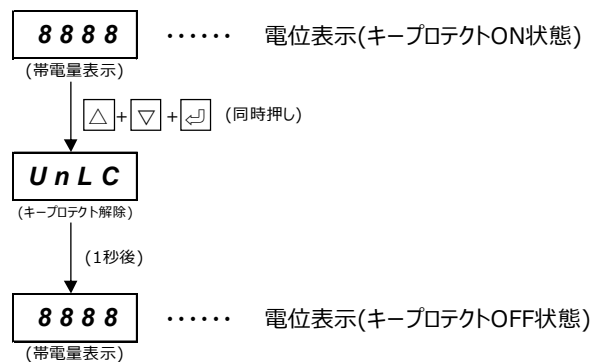 8888 ...... 電位表示(キープロテクトON状態)
(帯電量表示)
△+▽+⏎ (同時押し)
UnLC
(キープロテクト解除)
(1秒後)
8888 ...... 電位表示(キープロテクトOFF状態)
(帯電量表示)